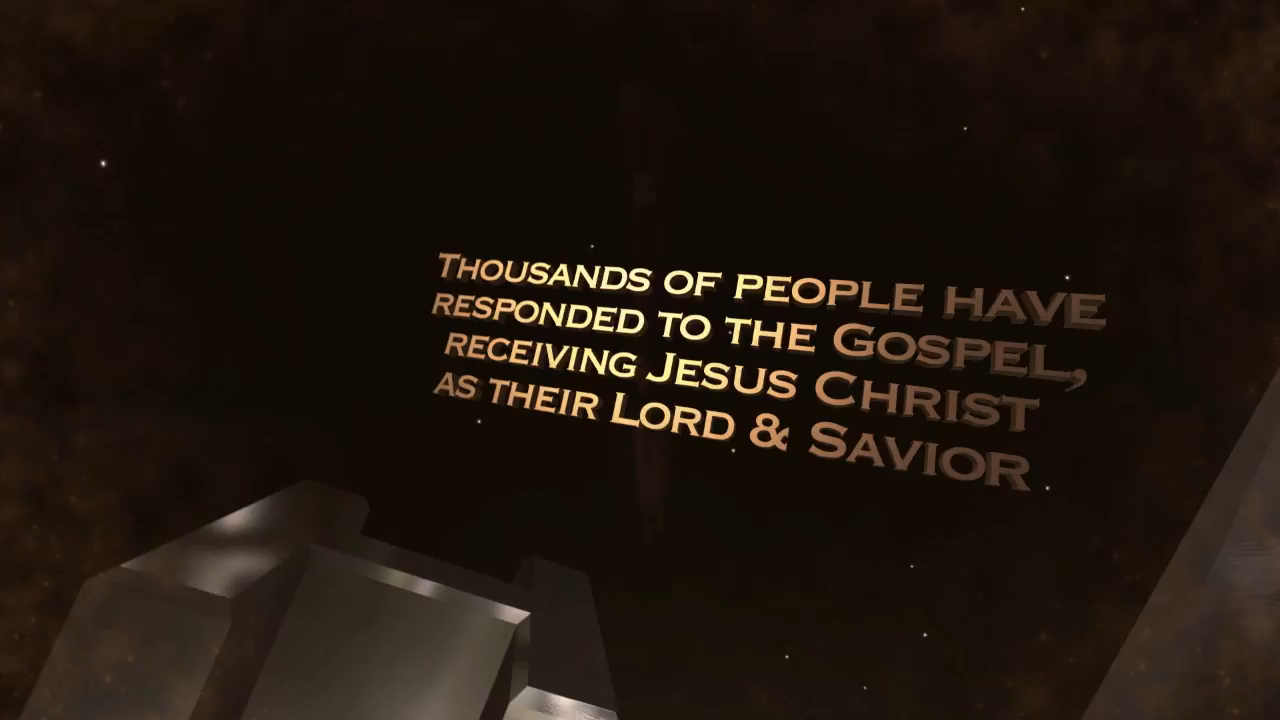 Thousands of people have
responded to the Gospel,
receiving Jesus Christ
as their Lord & Savior